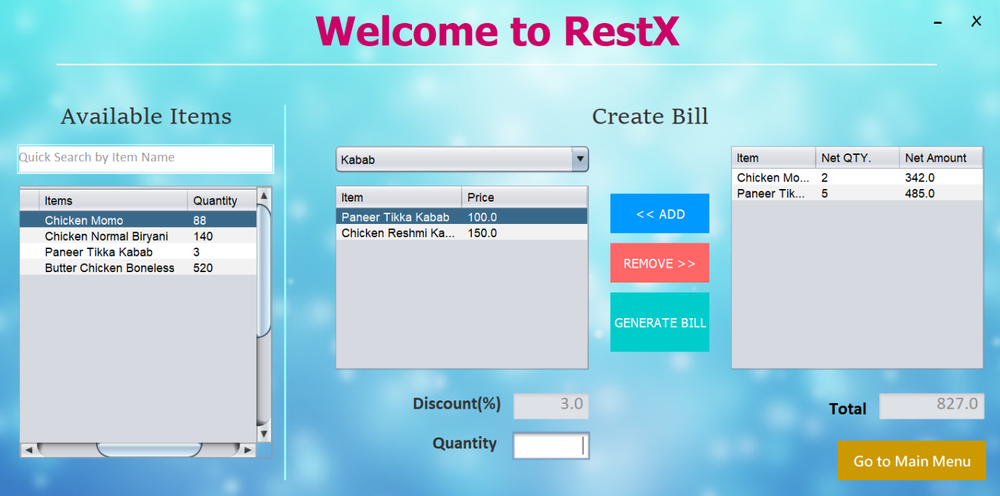 Welcome to RestX
- X
Available Items
Quick Search by Item Name
Items Quantity
Chicken Momo 88
Chicken Normal Biryani 140
Paneer Tikka Kabab 3
Butter Chicken Boneless 520
Create Bill
Kabab
Item Price
Paneer Tikka Kabab 100.0
Chicken Reshmi Ka... 150.0
Discount(%) 3.0
Quantity
<< ADD
REMOVE >>
GENERATE BILL
Item Net QTY. Net Amount
Chicken Mo... 2 342.0
Paneer Tik... 5 485.0
Total 827.0
Go to Main Menu